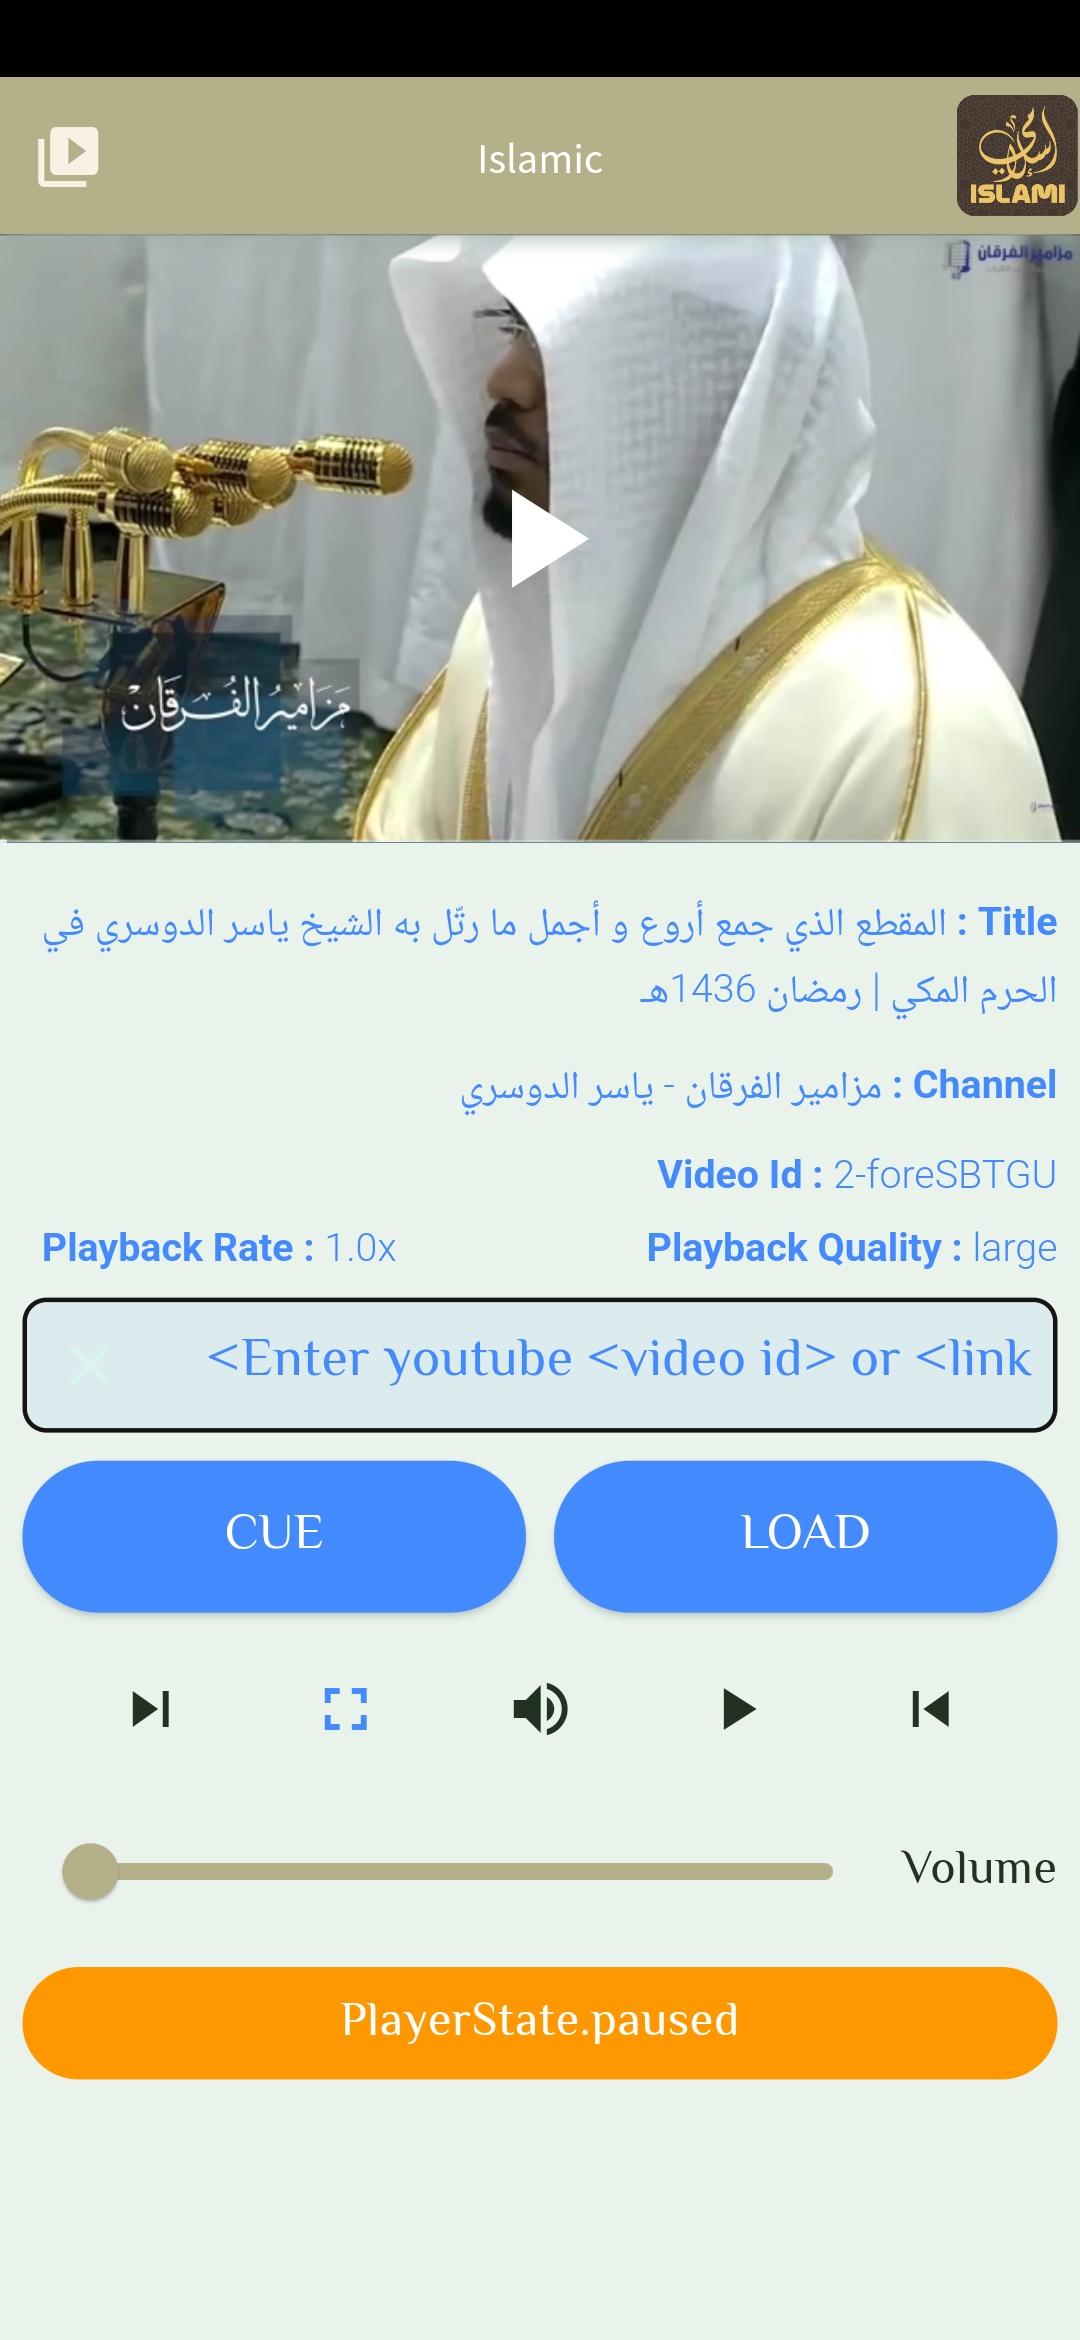 Islamic
إسلامي
ISLAMI
مزامير الفرقان
مَزَامِيرُ الفُرقَانْ
Title : المقطع الذي جمع أروع و أجمل ما رتّل به الشيخ ياسر الدوسري في
الحرم المكي | رمضان 1436هـ
Channel : مزامير الفرقان - ياسر الدوسري
Video Id : 2-foreSBTGU
Playback Rate : 1.0x
Playback Quality : large
<Enter youtube <video id> or <link
CUE
LOAD
Volume
PlayerState.paused